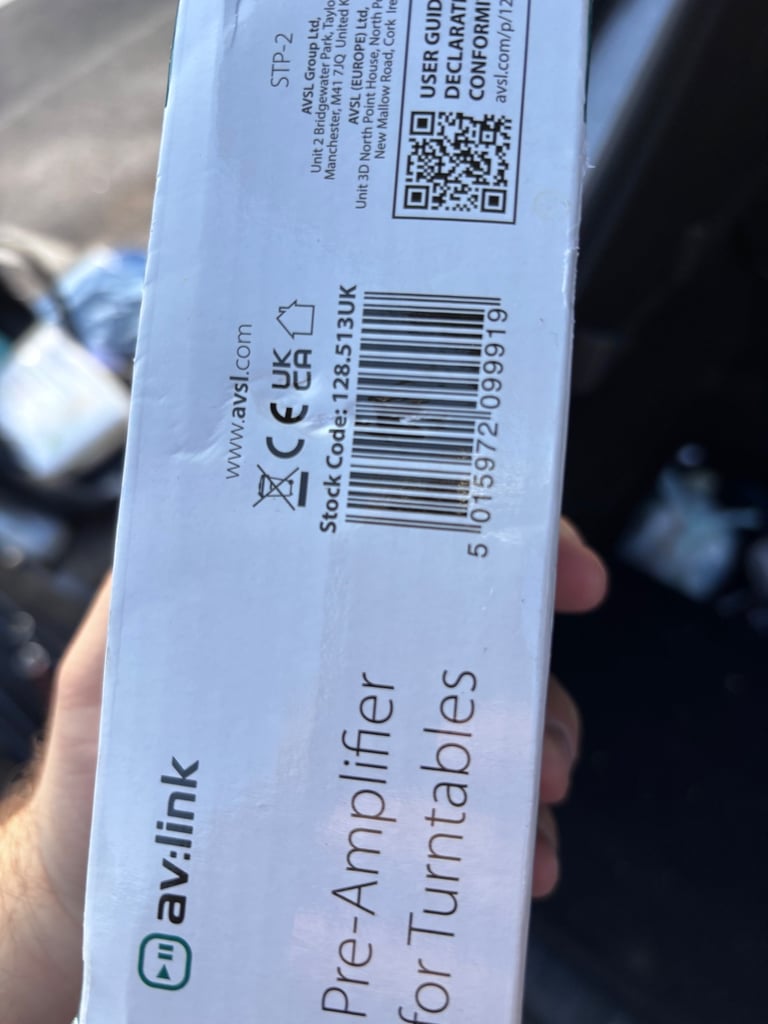 av:link
Pre-Amplifier
for Turntables
www.avsl.com
UK
CA
Stock Code: 128.513UK
5 015972 099919
STP-2
AVSL Group Ltd,
Unit 2 Bridgewater Park, Taylo
Manchester, M41 7JQ United K
AVSL (EUROPE) Ltd,
Unit 3D North Point House, North P
New Mallow Road, Cork Ire
USER GUID
DECLARATI
CONFORMI
avsl.com/p/12